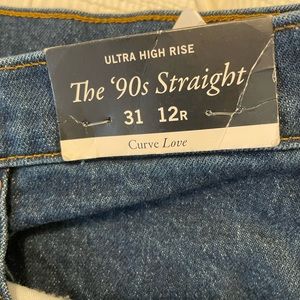 ULTRA HIGH RISE
The '90s Straight
31 12R
Curve Love